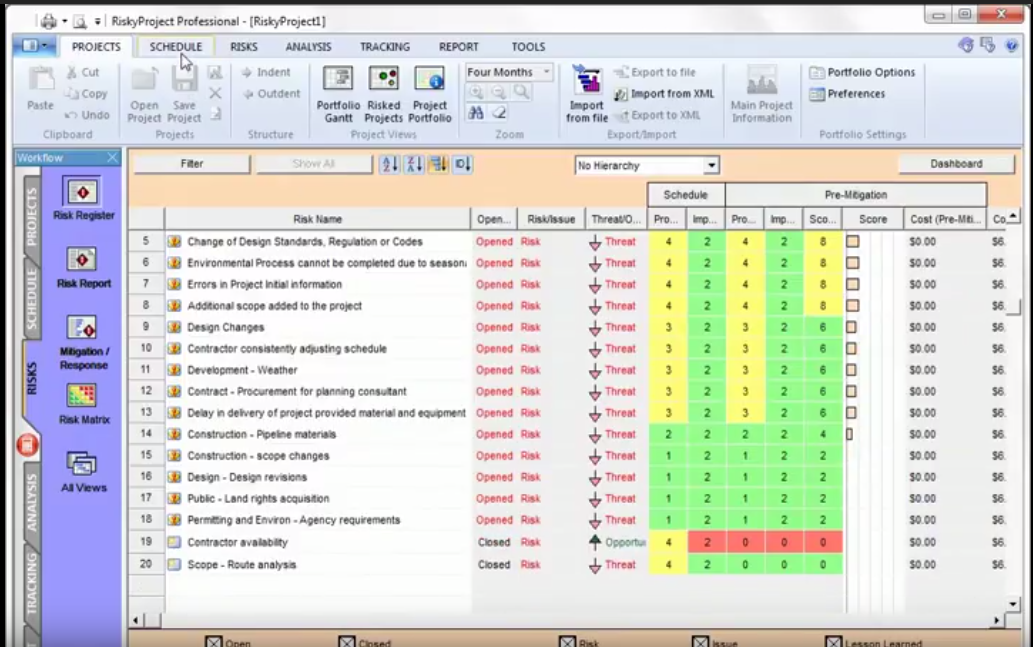 RiskyProject Professional - [RiskyProject1]
PROJECTS SCHEDULE RISKS ANALYSIS TRACKING REPORT TOOLS
Paste Cut Copy Undo Clipboard
Open Project Save Project Projects
Indent Outdent Structure
Portfolio Gantt Risked Projects Project Portfolio Project Views
Four Months Zoom
Import from file Export to file Import from XML Export to XML Export/Import
Main Project Information
Portfolio Options Preferences Portfolio Settings
Workflow
PROJECTS
SCHEDULE
RISKS
ANALYSIS
TRACKING
Risk Register
Risk Report
Mitigation / Response
Risk Matrix
All Views
Filter Show All No Hierarchy Dashboard
Schedule Pre-Mitigation
Risk Name Open... Risk/Issue Threat/O... Pro... Imp... Pro... Imp... Sco... Score Cost (Pre-Miti... Co...
5 Change of Design Standards, Regulation or Codes Opened Risk Threat 4 2 4 2 8 $0.00 $6.
6 Environmental Process cannot be completed due to season Opened Risk Threat 4 2 4 2 8 $0.00 $6.
7 Errors in Project Initial information Opened Risk Threat 4 2 4 2 8 $0.00 $6.
8 Additional scope added to the project Opened Risk Threat 4 2 4 2 8 $0.00 $6.
9 Design Changes Opened Risk Threat 3 2 3 2 6 $0.00 $6.
10 Contractor consistently adjusting schedule Opened Risk Threat 3 2 3 2 6 $0.00 $6.
11 Development - Weather Opened Risk Threat 3 2 3 2 6 $0.00 $6.
12 Contract - Procurement for planning consultant Opened Risk Threat 3 2 3 2 6 $0.00 $6.
13 Delay in delivery of project provided material and equipment Opened Risk Threat 3 2 3 2 6 $0.00 $6.
14 Construction - Pipeline materials Opened Risk Threat 2 2 2 2 4 $0.00 $6.
15 Construction - scope changes Opened Risk Threat 1 2 1 2 2 $0.00 $6.
16 Design - Design revisions Opened Risk Threat 1 2 1 2 2 $0.00 $6.
17 Public - Land rights acquisition Opened Risk Threat 1 2 1 2 2 $0.00 $6.
18 Permitting and Environ - Agency requirements Opened Risk Threat 1 2 1 2 2 $0.00 $6.
19 Contractor availability Closed Risk Opportu 4 2 0 0 0 $0.00 $6.
20 Scope - Route analysis Closed Risk Threat 4 2 0 0 0 $0.00 $6.
Open Closed Risk Issue Lesson Learned